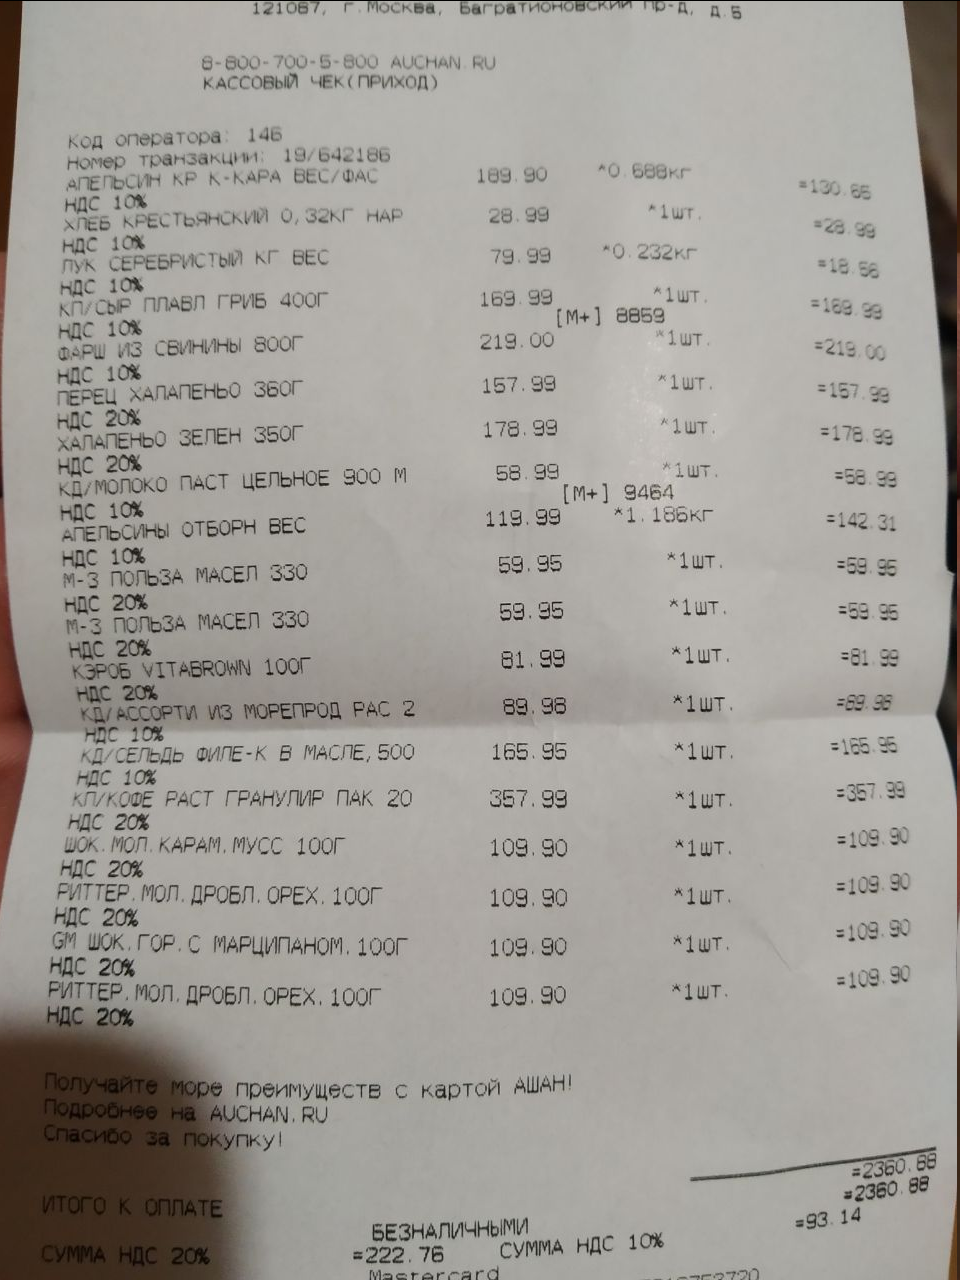 121087, г.Москва, Багратионовский пр-д, д.5
8-800-700-5-800 AUCHAN.RU
КАССОВЫЙ ЧЕК(ПРИХОД)
Код оператора: 146
Номер транзакции: 19/642186
АПЕЛЬСИН КР К-КАРА ВЕС/ФАС 189.90 *0.688кг =130.65
НДС 10%
ХЛЕБ КРЕСТЬЯНСКИЙ 0,32КГ НАР 28.99 *1шт. =28.99
НДС 10%
ЛУК СЕРЕБРИСТЫЙ КГ ВЕС 79.99 *0.232кг =18.56
НДС 10%
КП/СЫР ПЛАВЛ ГРИБ 400Г 169.99 *1шт. =169.99
[М+] 8859
НДС 10%
ФАРШ ИЗ СВИНИНЫ 800Г 219.00 *1шт. =219.00
НДС 10%
ПЕРЕЦ ХАЛАПЕНЬО 360Г 157.99 *1шт. =157.99
НДС 20%
ХАЛАПЕНЬО ЗЕЛЕН 350Г 178.99 *1шт. =178.99
НДС 20%
КД/МОЛОКО ПАСТ ЦЕЛЬНОЕ 900 М 58.99 *1шт. =58.99
[М+] 9464
НДС 10%
АПЕЛЬСИНЫ ОТБОРН ВЕС 119.99 *1.186кг =142.31
НДС 10%
М-З ПОЛЬЗА МАСЕЛ 330 59.95 *1шт. =59.95
НДС 20%
М-З ПОЛЬЗА МАСЕЛ 330 59.95 *1шт. =59.95
НДС 20%
КЭРОБ VITABROWN 100Г 81.99 *1шт. =81.99
НДС 20%
КД/АССОРТИ ИЗ МОРЕПРОД РАС 2 89.98 *1шт. =89.98
НДС 10%
КД/СЕЛЬДЬ ФИЛЕ-К В МАСЛЕ,500 165.95 *1шт. =165.95
НДС 10%
КП/КОФЕ РАСТ ГРАНУЛИР ПАК 20 357.99 *1шт. =357.99
НДС 20%
ШОК.МОЛ.КАРАМ.МУСС 100Г 109.90 *1шт. =109.90
НДС 20%
РИТТЕР.МОЛ.ДРОБЛ.ОРЕХ.100Г 109.90 *1шт. =109.90
НДС 20%
GM ШОК.ГОР.С МАРЦИПАНОМ.100Г 109.90 *1шт. =109.90
НДС 20%
РИТТЕР.МОЛ.ДРОБЛ.ОРЕХ.100Г 109.90 *1шт. =109.90
НДС 20%
Получайте море преимуществ с картой АШАН!
Подробнее на AUCHAN.RU
Спасибо за покупку!
=2360.88
ИТОГО К ОПЛАТЕ =2360.88
БЕЗНАЛИЧНЫМИ
СУММА НДС 20% =222.76 СУММА НДС 10% =93.14
Mastercard